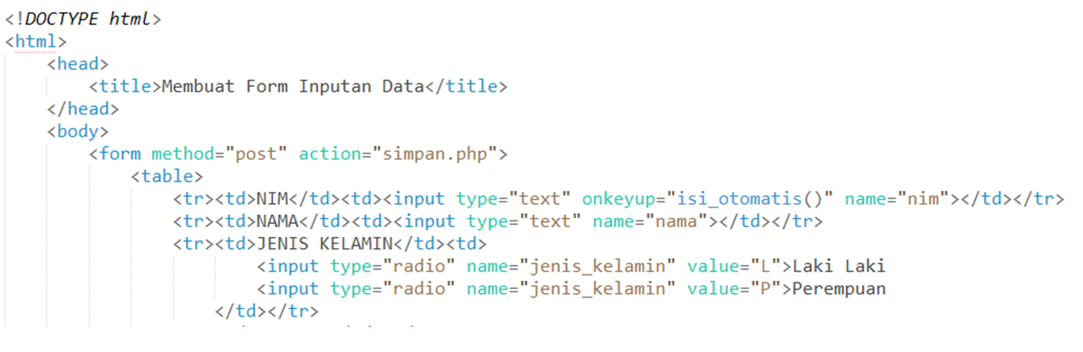 <!DOCTYPE html>
<html>
<head>
<title>Membuat Form Inputan Data</title>
</head>
<body>
<form method="post" action="simpan.php">
<table>
<tr><td>NIM</td><td><input type="text" onkeyup="isi_otomatis()" name="nim"></td></tr>
<tr><td>NAMA</td><td><input type="text" name="nama"></td></tr>
<tr><td>JENIS KELAMIN</td><td>
<input type="radio" name="jenis_kelamin" value="L">Laki Laki
<input type="radio" name="jenis_kelamin" value="P">Perempuan
</td></tr>